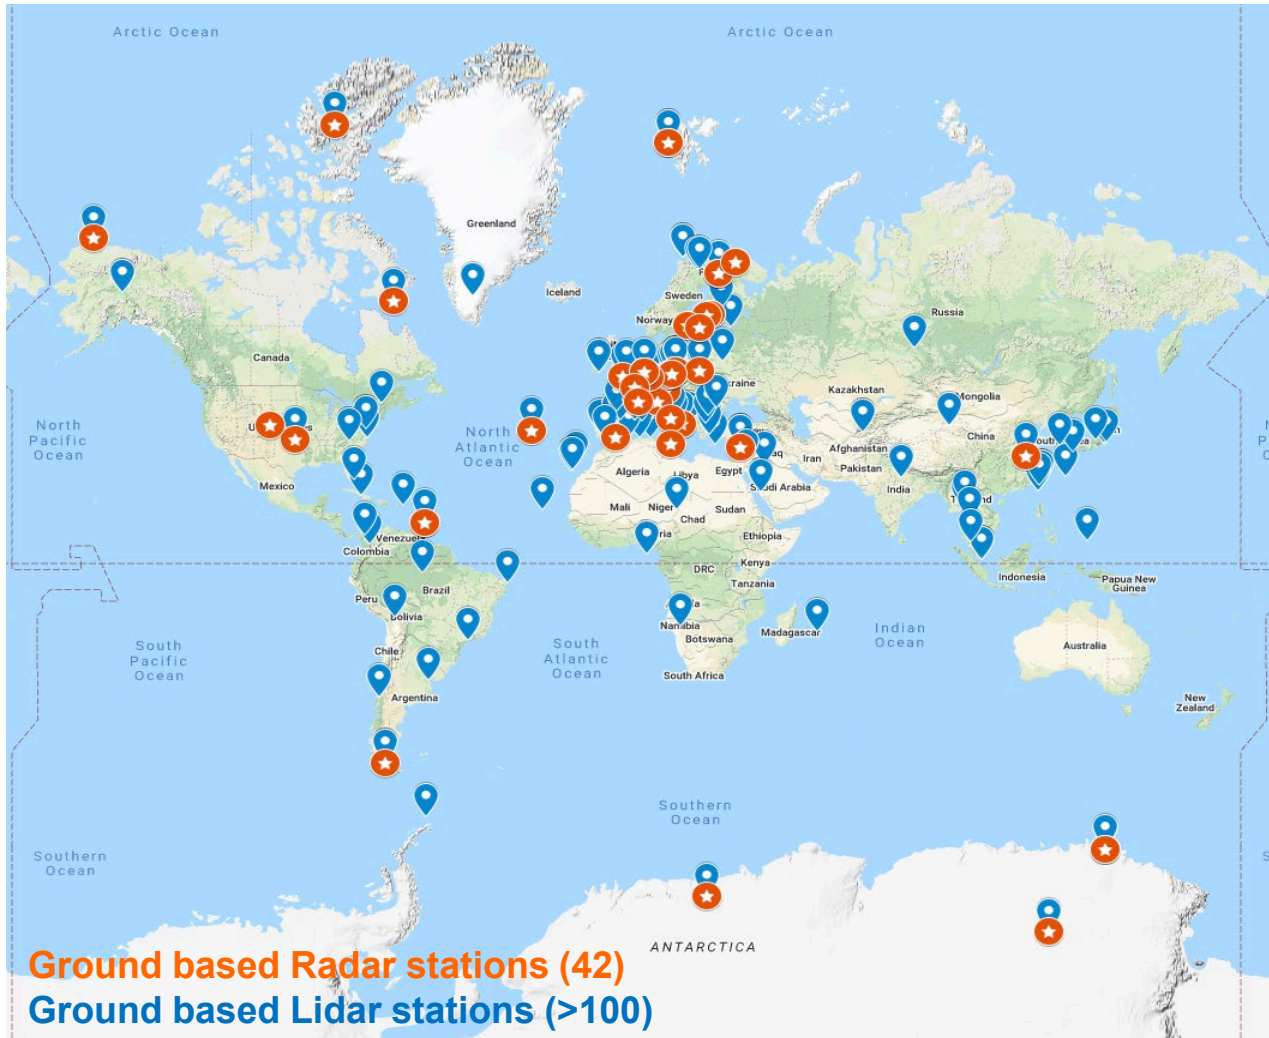 Arctic Ocean
Arctic Ocean
Greenland
Iceland
Sweden
Norway
Russia
Canada
Kazakhstan
Mongolia
North
Pacific
Ocean
North
Atlantic
Ocean
China
Afghanistan
Iran
Pakistan
Algeria
Libya
Egypt
Mexico
India
Mali
Niger
Sudan
Chad
Ethiopia
Venezuel
Colombia
Kenya
DRC
Tanzania
Indonesia
Papua New
Guinea
Peru
Brazil
Bolivia
Namibia
Botswana
Madagascar
Indian
Ocean
South
Pacific
Ocean
South
Atlantic
Ocean
Chile
Australia
South Africa
Argentina
New
Zealand
Southern
Ocean
Southern
Ocean
ANTARCTICA
Ground based Radar stations (42)
Ground based Lidar stations (>100)